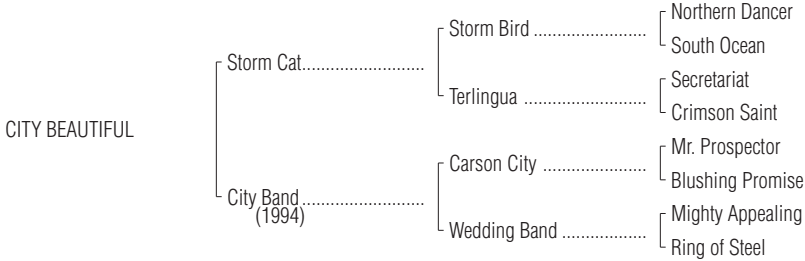 Northern Dancer
Storm Bird ........................
South Ocean
Storm Cat..........................
Secretariat
Terlingua ..........................
Crimson Saint
CITY BEAUTIFUL
Mr. Prospector
Carson City ......................
Blushing Promise
City Band..........................
(1994)
Mighty Appealing
Wedding Band ..................
Ring of Steel